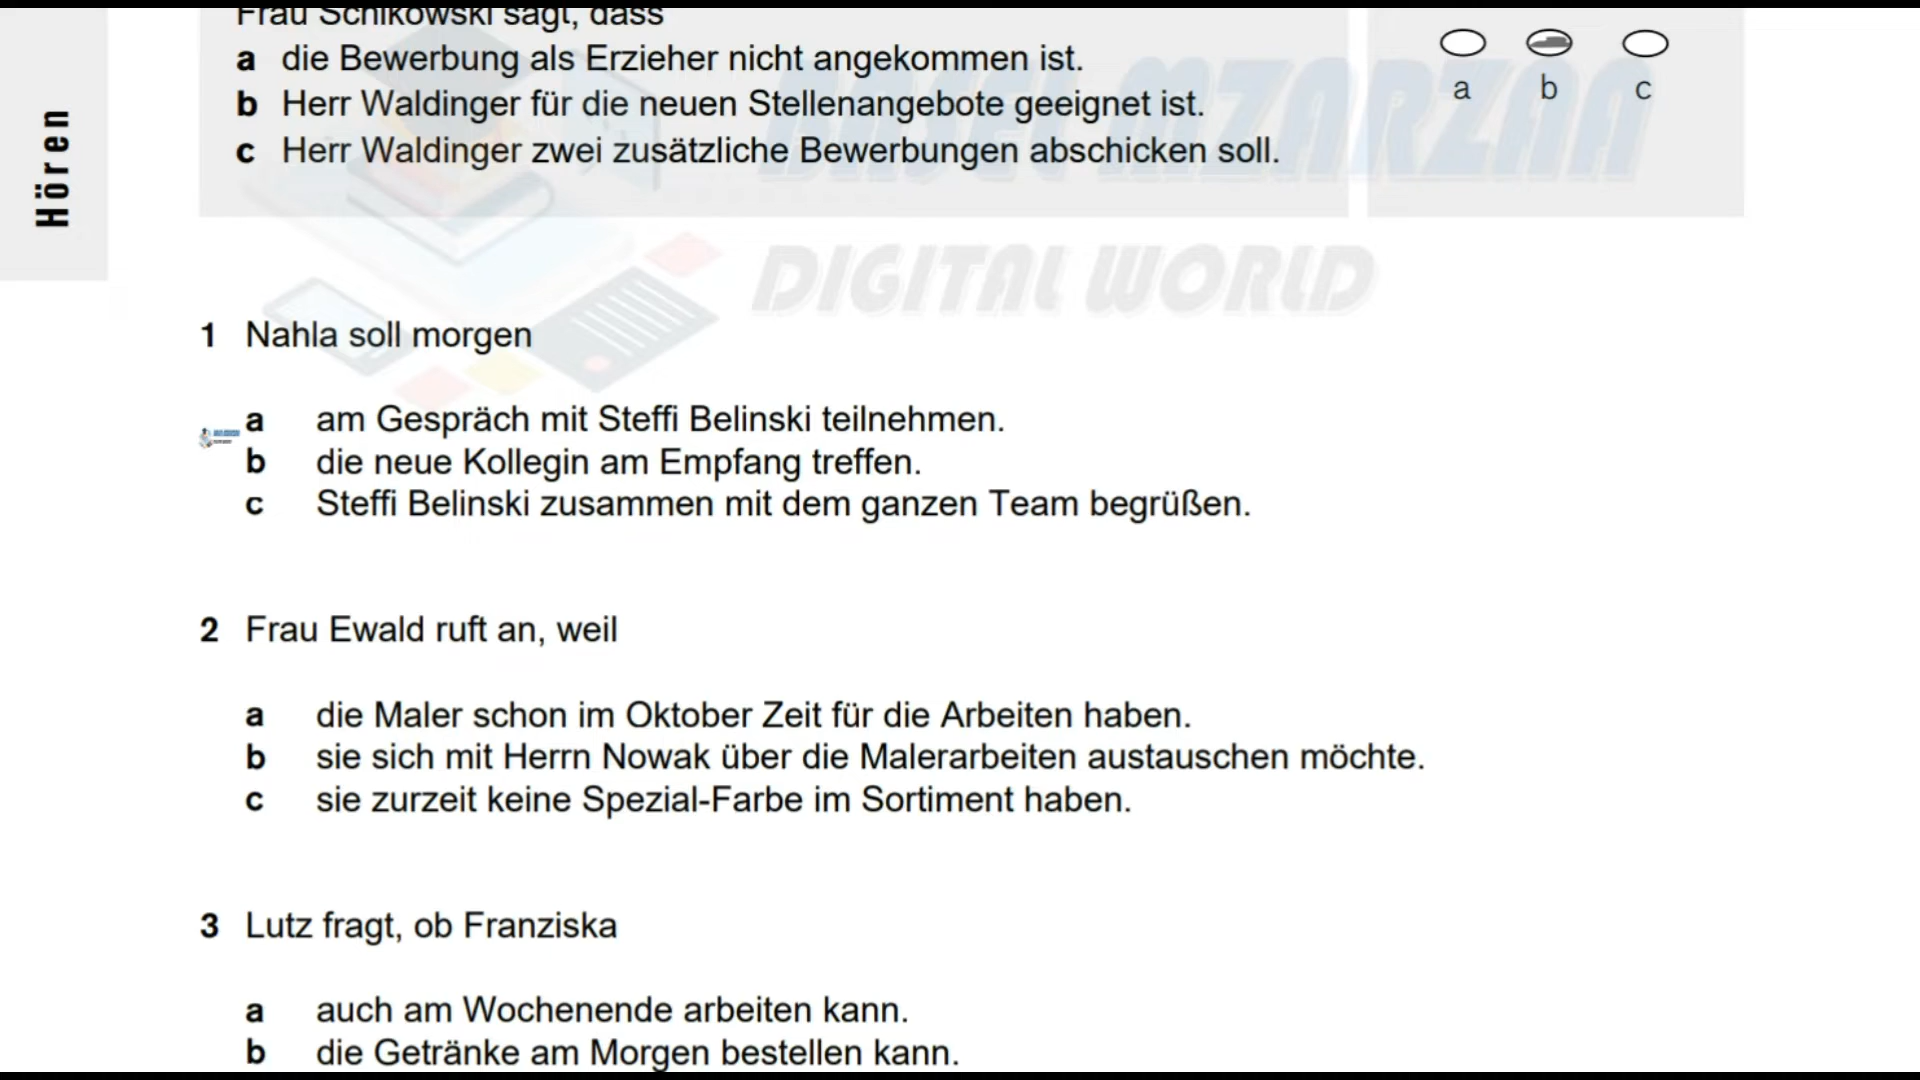 Frau Schikowski sagt, dass
a die Bewerbung als Erzieher nicht angekommen ist.
b Herr Waldinger für die neuen Stellenangebote geeignet ist.
c Herr Waldinger zwei zusätzliche Bewerbungen abschicken soll.
a b c
Hören
BASEL MZARZAA
DIGITAL WORLD
1 Nahla soll morgen
a am Gespräch mit Steffi Belinski teilnehmen.
b die neue Kollegin am Empfang treffen.
c Steffi Belinski zusammen mit dem ganzen Team begrüßen.
2 Frau Ewald ruft an, weil
a die Maler schon im Oktober Zeit für die Arbeiten haben.
b sie sich mit Herrn Nowak über die Malerarbeiten austauschen möchte.
c sie zurzeit keine Spezial-Farbe im Sortiment haben.
3 Lutz fragt, ob Franziska
a auch am Wochenende arbeiten kann.
b die Getränke am Morgen bestellen kann.